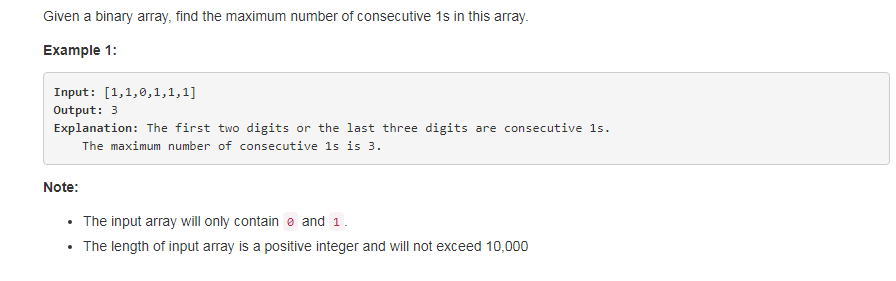 Given a binary array, find the maximum number of consecutive 1s in this array.
Example 1:
Input: [1,1,0,1,1,1]
Output: 3
Explanation: The first two digits or the last three digits are consecutive 1s.
The maximum number of consecutive 1s is 3.
Note:
• The input array will only contain 0 and 1 .
• The length of input array is a positive integer and will not exceed 10,000